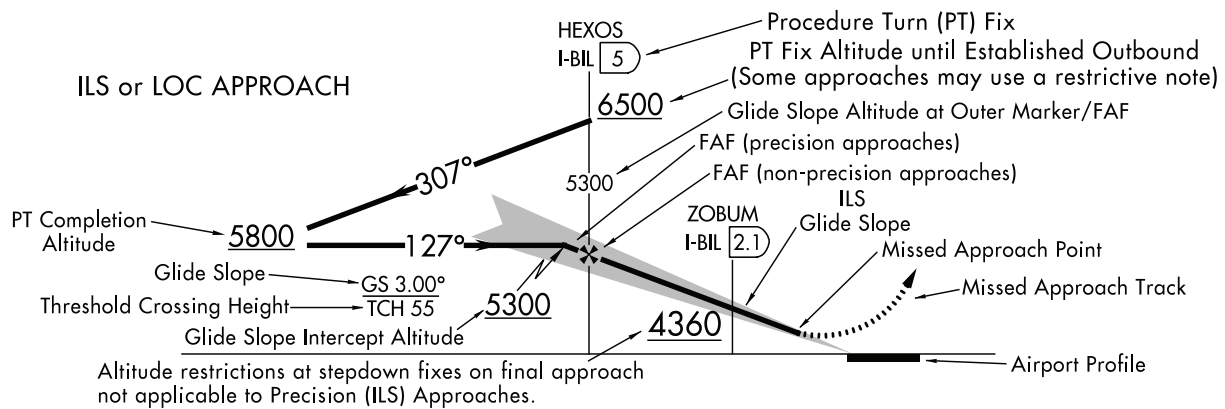 HEXOS
I-BIL 5
Procedure Turn (PT) Fix
PT Fix Altitude until Established Outbound
(Some approaches may use a restrictive note)
ILS or LOC APPROACH
6500
Glide Slope Altitude at Outer Marker/FAF
FAF (precision approaches)
307°
5300
FAF (non-precision approaches)
ILS
Glide Slope
PT Completion
Altitude
5800
127°
ZOBUM
I-BIL 2.1
Missed Approach Point
Glide Slope
GS 3.00°
Threshold Crossing Height
TCH 55
5300
Missed Approach Track
Glide Slope Intercept Altitude
4360
Airport Profile
Altitude restrictions at stepdown fixes on final approach
not applicable to Precision (ILS) Approaches.